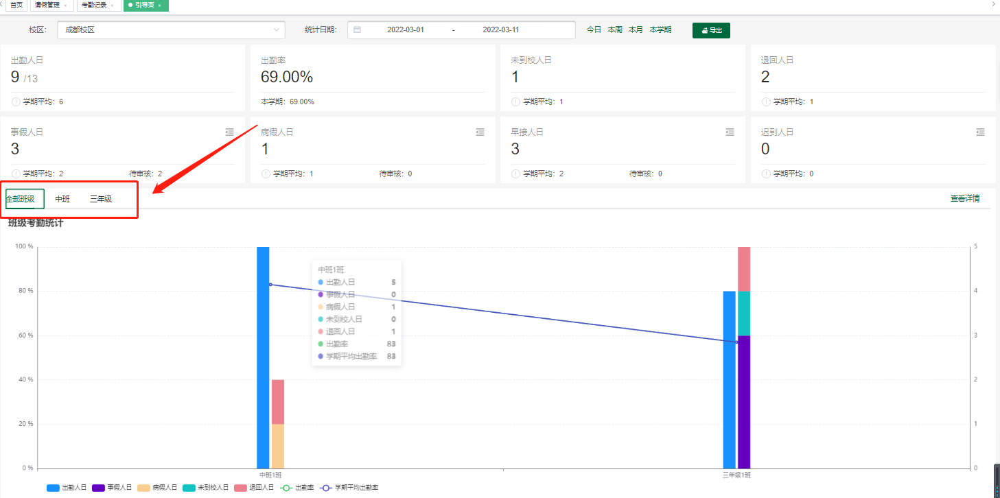 首页 请假管理 × 考勤记录 × 引导页 ×
校区: 成都校区 统计日期: 2022-03-01 - 2022-03-11 今日 本周 本月 本学期 导出
出勤人日 出勤率 未到校人日 退回人日
9 /13 69.00% 1 2
学期平均: 6 本学期: 69.00% 学期平均: 1 学期平均: 1
事假人日 病假人日 早接人日 迟到人日
3 1 3 0
学期平均: 2 待审核: 2 学期平均: 1 待审核: 0 学期平均: 2 待审核: 0 学期平均: 0
全部班级 中班 三年级 查看详情
班级考勤统计
100 % 5
中班1班
出勤人日 5
80 % 4
事假人日 0
病假人日 1
未到校人日 0
退回人日 1
60 % 3
出勤率 83
学期平均出勤率 83
40 % 2
20 % 1
0 % 0
中班1班 三年级1班
出勤人日 事假人日 病假人日 未到校人日 退回人日 出勤率 学期平均出勤率